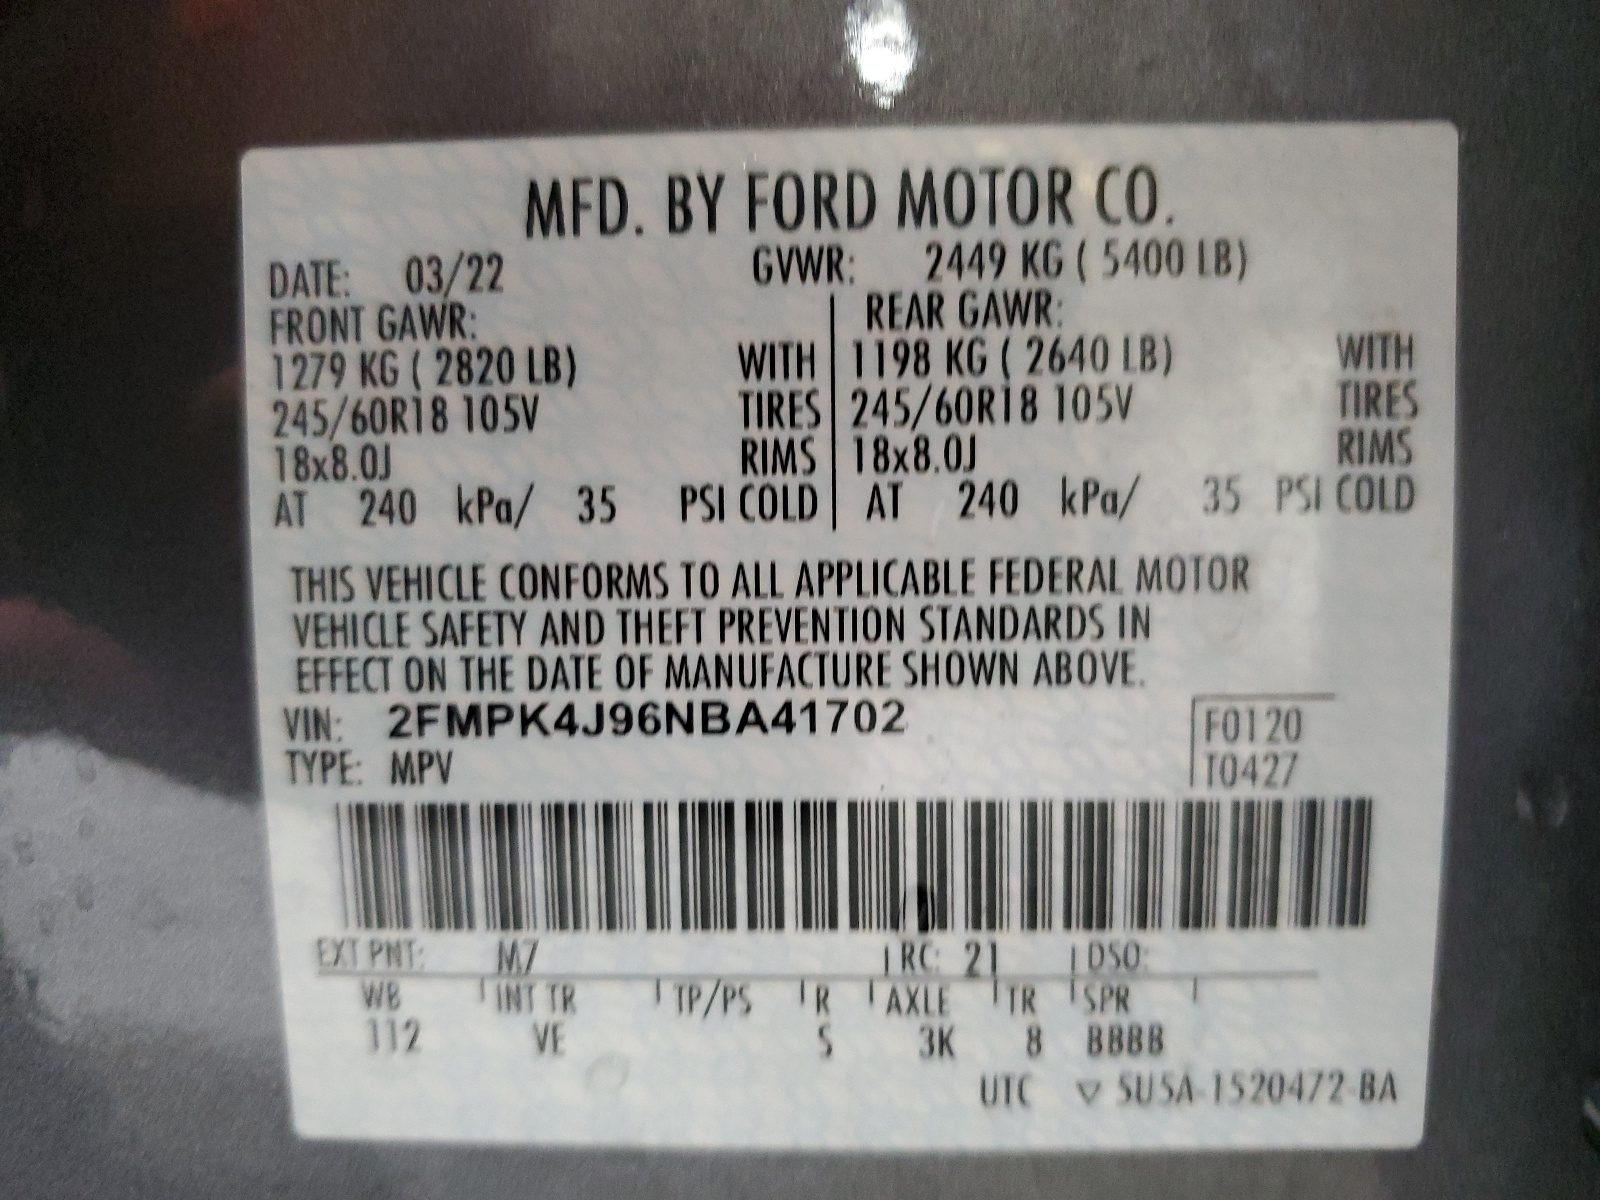 MFD. BY FORD MOTOR CO.
DATE: 03/22 GVWR: 2449 KG ( 5400 LB)
FRONT GAWR: REAR GAWR:
1279 KG ( 2820 LB) WITH 1198 KG ( 2640 LB) WITH
245/60R18 105V TIRES 245/60R18 105V TIRES
18x8.0J RIMS 18x8.0J RIMS
AT 240 kPa/ 35 PSI COLD AT 240 kPa/ 35 PSI COLD
THIS VEHICLE CONFORMS TO ALL APPLICABLE FEDERAL MOTOR
VEHICLE SAFETY AND THEFT PREVENTION STANDARDS IN
EFFECT ON THE DATE OF MANUFACTURE SHOWN ABOVE.
VIN: 2FMPK4J96NBA41702 F0120
TYPE: MPV T0427
EXT PNT: M7 RC: 21 DSO:
WB INT TR TP/PS R AXLE TR SPR
112 VE S 3K 8 BBBB
UTC ▽ 5U5A-1520472-BA